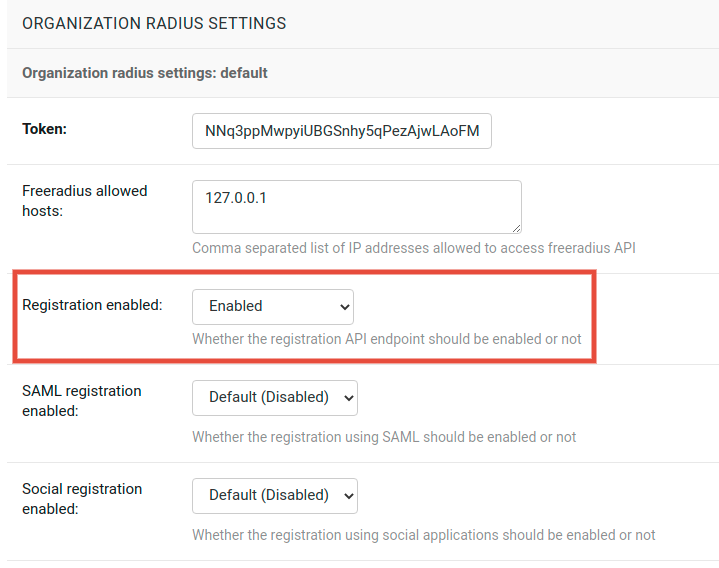 ORGANIZATION RADIUS SETTINGS
Organization radius settings: default
Token:
NNq3ppMwpyiUBGSnhy5qPezAjwLAoFM
Freeradius allowed
hosts:
127.0.0.1
Comma separated list of IP addresses allowed to access freeradius API
Registration enabled:
Enabled
Whether the registration API endpoint should be enabled or not
SAML registration
enabled:
Default (Disabled)
Whether the registration using SAML should be enabled or not
Social registration
enabled:
Default (Disabled)
Whether the registration using social applications should be enabled or not